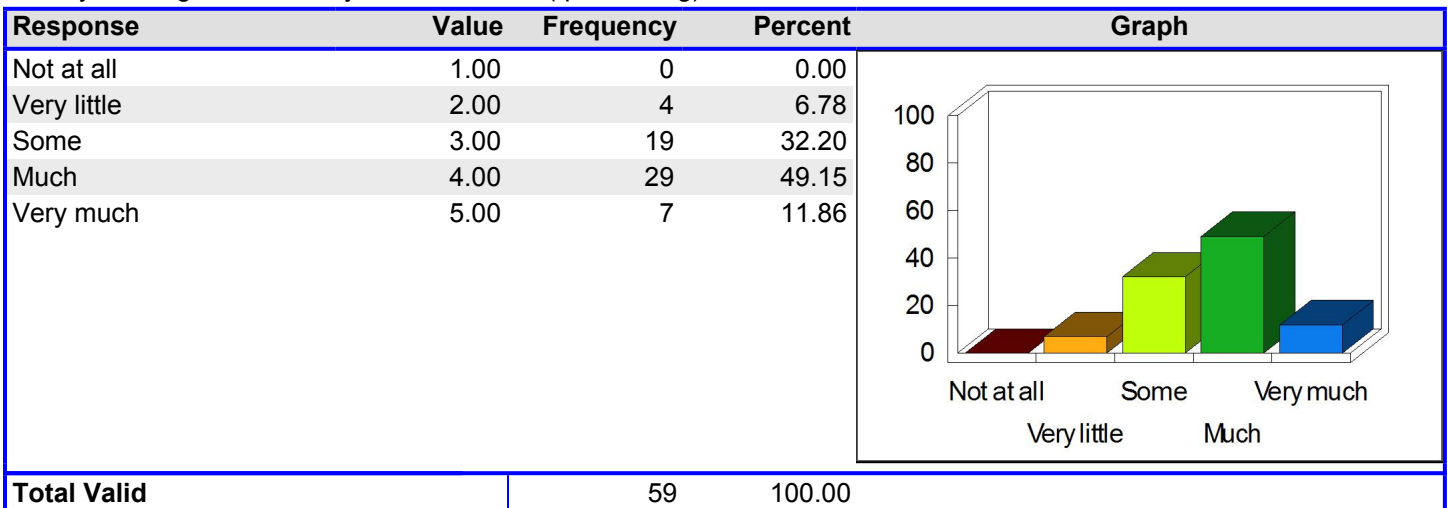 Response Value Frequency Percent Graph
Not at all 1.00 0 0.00
Very little 2.00 4 6.78
Some 3.00 19 32.20
Much 4.00 29 49.15
Very much 5.00 7 11.86
100
80
60
40
20
0
Not at all Some Very much
Very little Much
Total Valid 59 100.00